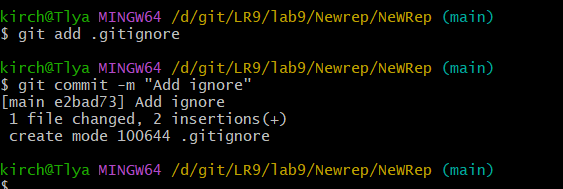 kirch@Tlya MINGW64 /d/git/LR9/lab9/Newrep/NeWRep (main)
$ git add .gitignore
kirch@Tlya MINGW64 /d/git/LR9/lab9/Newrep/NeWRep (main)
$ git commit -m "Add ignore"
[main e2bad73] Add ignore
 1 file changed, 2 insertions(+)
 create mode 100644 .gitignore
kirch@Tlya MINGW64 /d/git/LR9/lab9/Newrep/NeWRep (main)
$